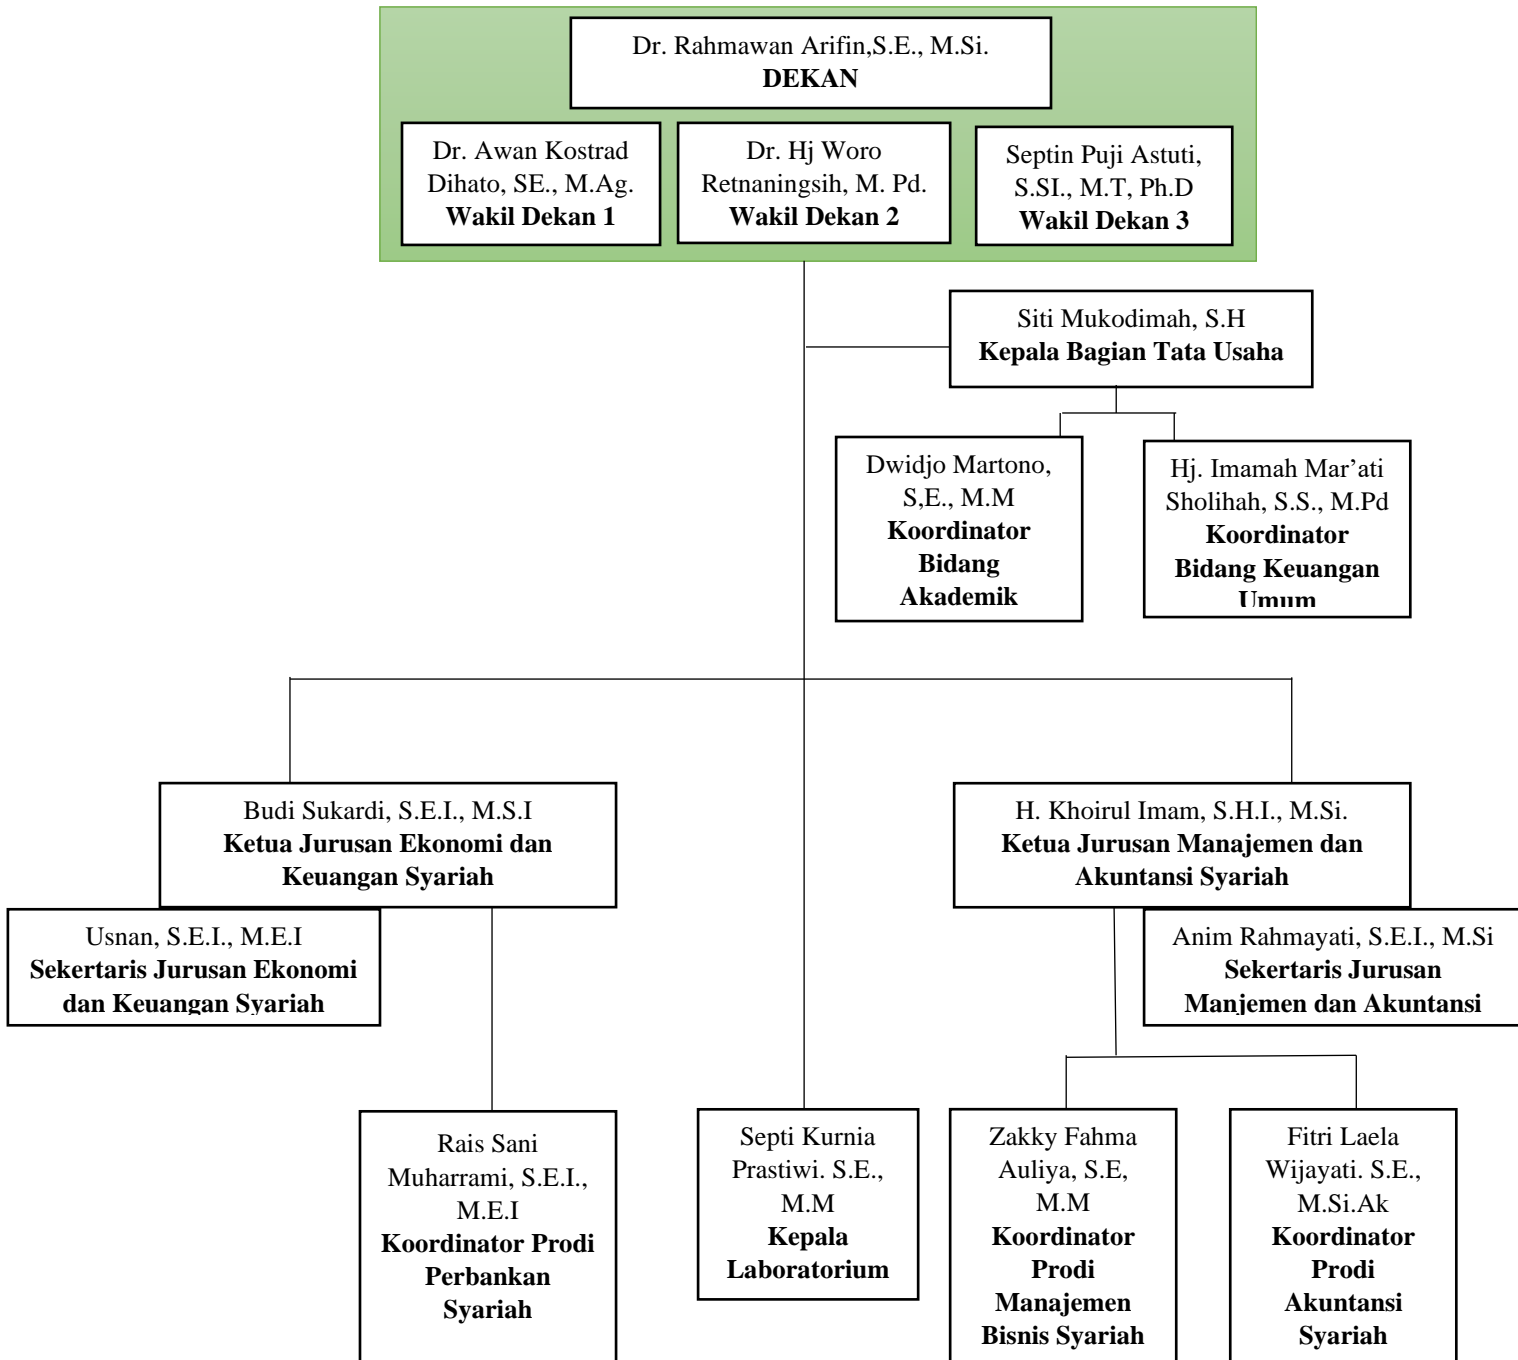 Dr. Rahmawan Arifin,S.E., M.Si.
DEKAN
Dr. Awan Kostrad
Dihato, SE., M.Ag.
Wakil Dekan 1
Dr. Hj Woro
Retnaningsih, M. Pd.
Wakil Dekan 2
Septin Puji Astuti,
S.SI., M.T, Ph.D
Wakil Dekan 3
Siti Mukodimah, S.H
Kepala Bagian Tata Usaha
Dwidjo Martono,
S,E., M.M
Koordinator
Bidang
Akademik
Hj. Imamah Mar’ati
Sholihah, S.S., M.Pd
Koordinator
Bidang Keuangan
Umum
Budi Sukardi, S.E.I., M.S.I
Ketua Jurusan Ekonomi dan
Keuangan Syariah
H. Khoirul Imam, S.H.I., M.Si.
Ketua Jurusan Manajemen dan
Akuntansi Syariah
Usnan, S.E.I., M.E.I
Sekertaris Jurusan Ekonomi
dan Keuangan Syariah
Anim Rahmayati, S.E.I., M.Si
Sekertaris Jurusan
Manjemen dan Akuntansi
Rais Sani
Muharrami, S.E.I.,
M.E.I
Koordinator Prodi
Perbankan
Syariah
Septi Kurnia
Prastiwi. S.E.,
M.M
Kepala
Laboratorium
Zakky Fahma
Auliya, S.E,
M.M
Koordinator
Prodi
Manajemen
Bisnis Syariah
Fitri Laela
Wijayati. S.E.,
M.Si.Ak
Koordinator
Prodi
Akuntansi
Syariah